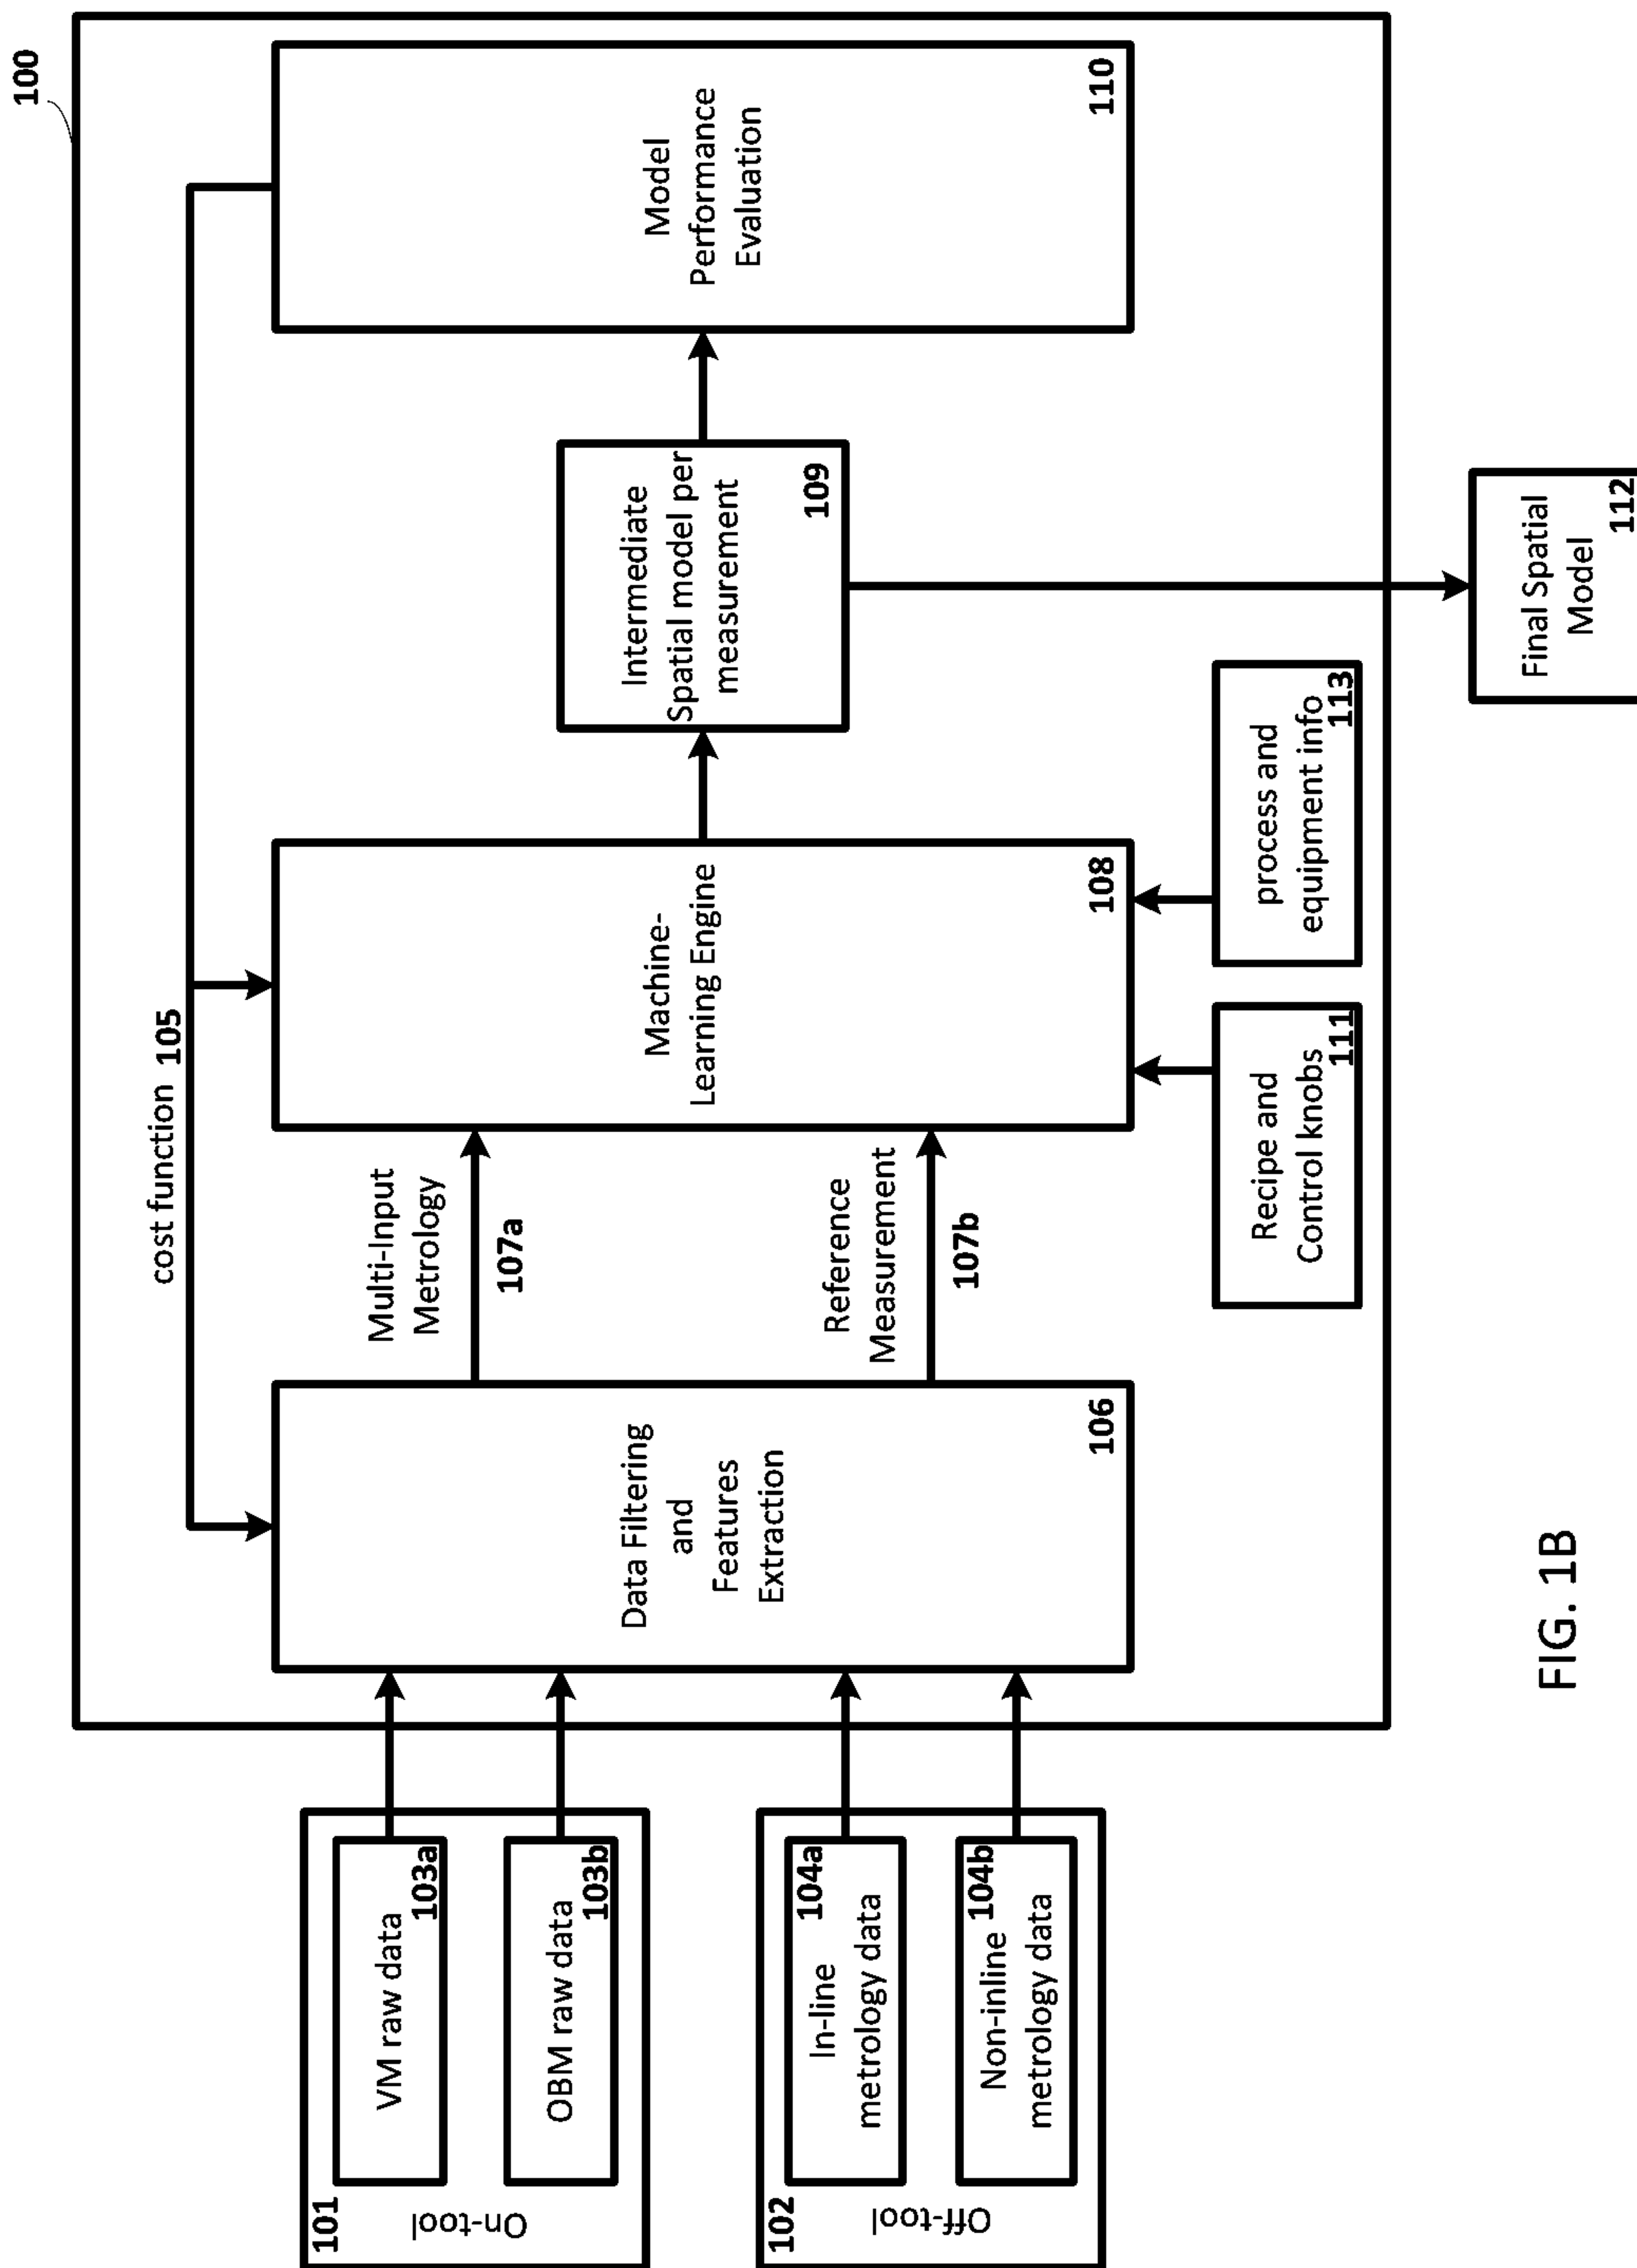 100
cost function 105
101
On-tool
VM raw data
103a
OBM raw data
103b
102
Off-tool
In-line
metrology data
104a
Non-inline
metrology data
104b
Data Filtering
and
Features
Extraction
106
Multi-Input
Metrology
107a
Reference
Measurement
107b
Machine-
Learning Engine
108
Recipe and
Control knobs
111
process and
equipment info
113
Intermediate
Spatial model per
measurement
109
Model
Performance
Evaluation
110
Final Spatial
Model
112
FIG. 1B